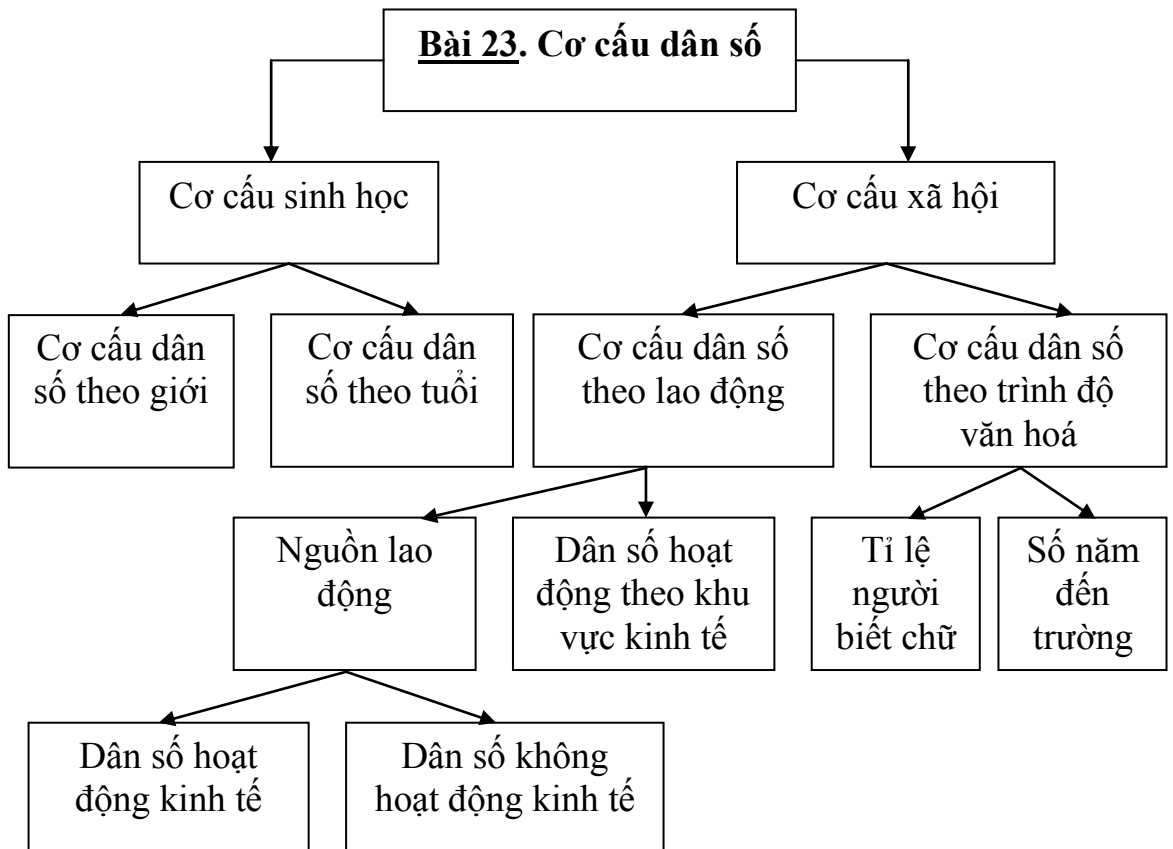 Bài 23. Cơ cấu dân số
Cơ cấu sinh học
Cơ cấu xã hội
Cơ cấu dân
số theo giới
Cơ cấu dân
số theo tuổi
Cơ cấu dân số
theo lao động
Cơ cấu dân số
theo trình độ
văn hoá
Nguồn lao
động
Dân số hoạt
động theo khu
vực kinh tế
Tỉ lệ
người
biết chữ
Số năm
đến
trường
Dân số hoạt
động kinh tế
Dân số không
hoạt động kinh tế